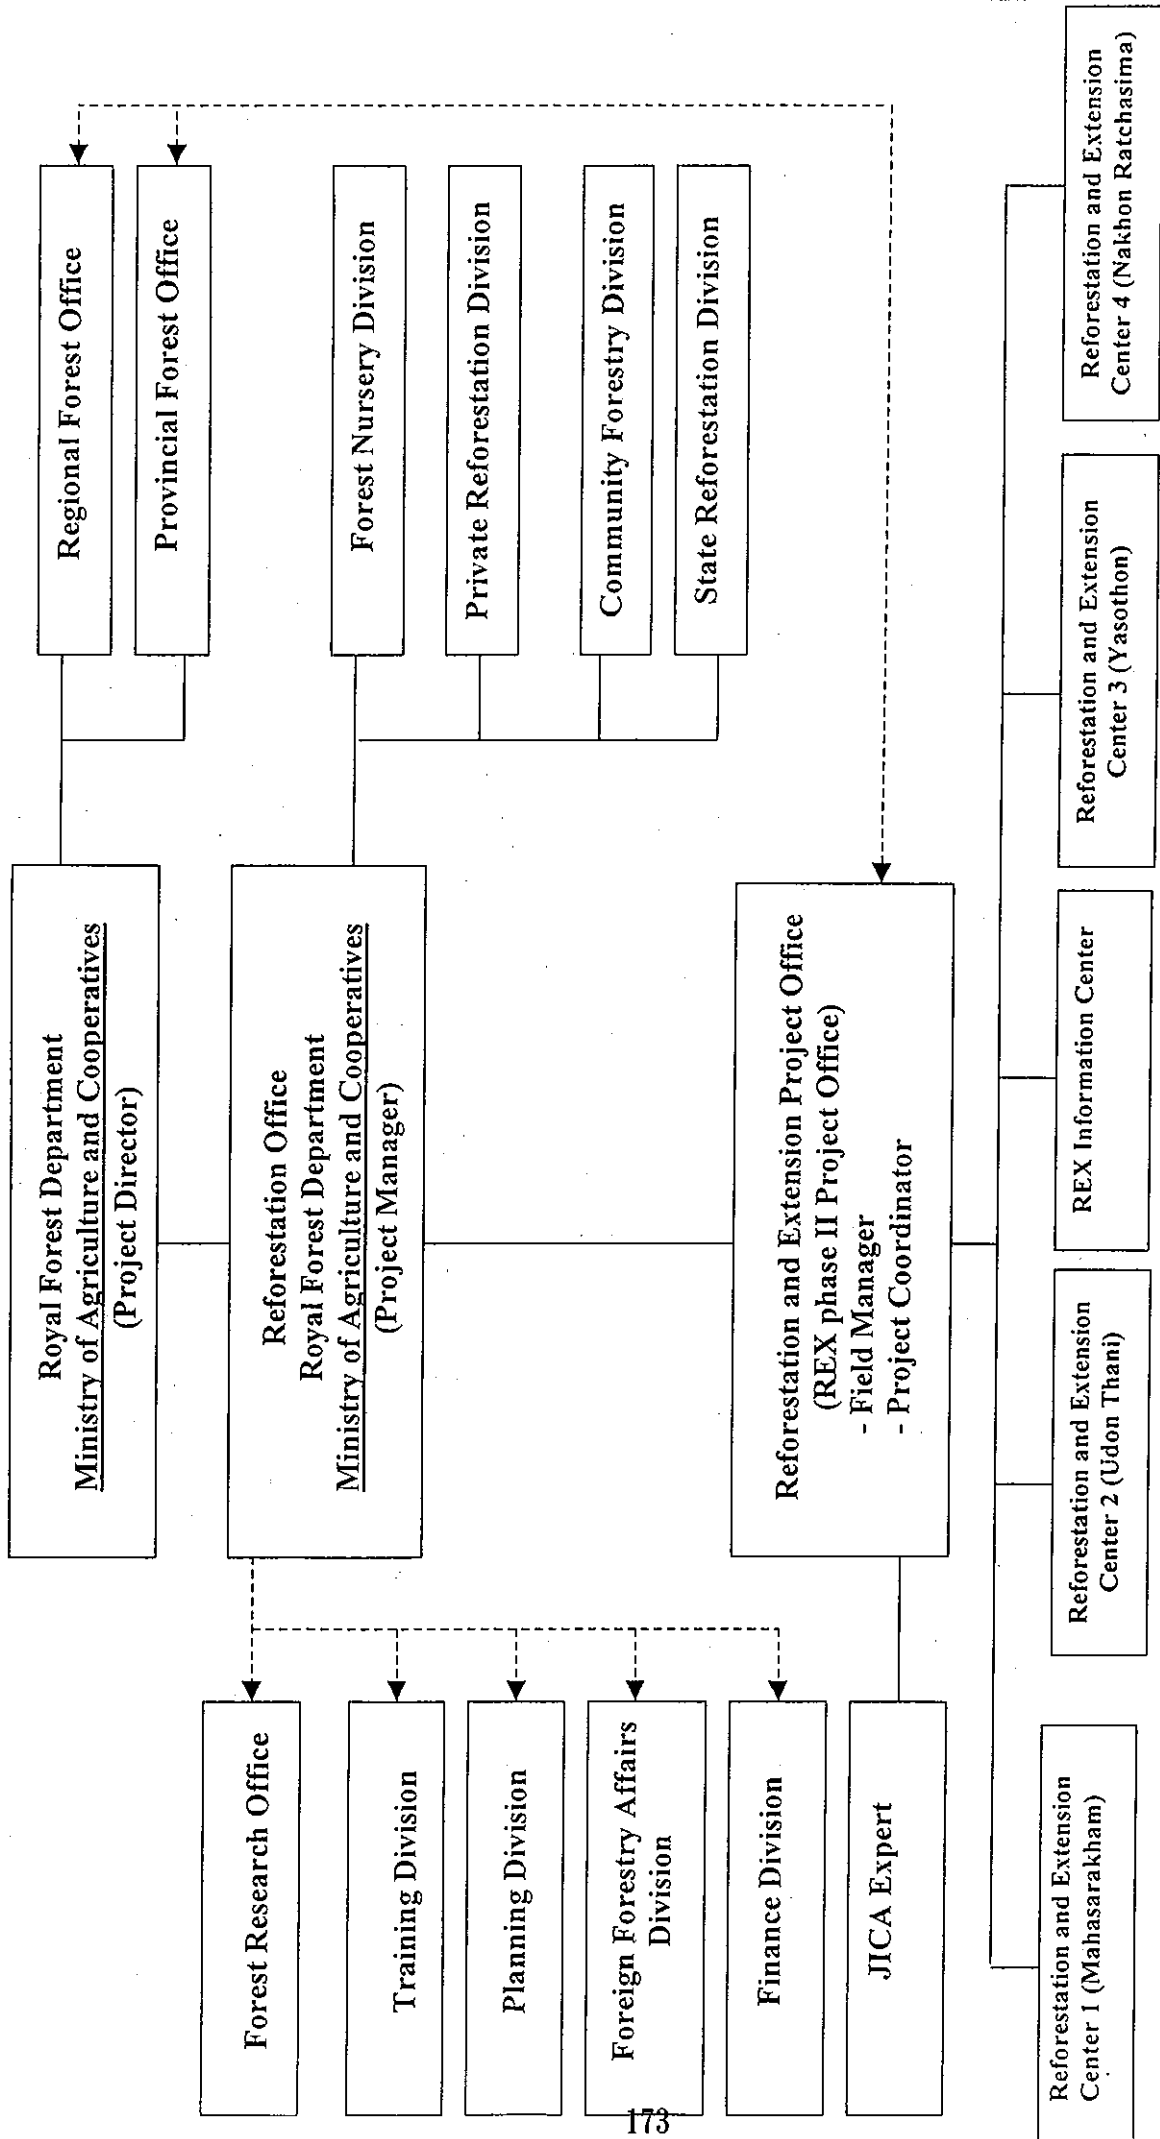 Royal Forest Department
Ministry of Agriculture and Cooperatives
(Project Director)
Regional Forest Office
Provincial Forest Office
Reforestation Office
Royal Forest Department
Ministry of Agriculture and Cooperatives
(Project Manager)
Forest Research Office
Training Division
Planning Division
Foreign Forestry Affairs
Division
Finance Division
JICA Expert
Forest Nursery Division
Private Reforestation Division
Community Forestry Division
State Reforestation Division
Reforestation and Extension Project Office
(REX phase II Project Office)
- Field Manager
- Project Coordinator
Reforestation and Extension
Center 1 (Mahasarakham)
Reforestation and Extension
Center 2 (Udon Thani)
REX Information Center
Reforestation and Extension
Center 3 (Yasothon)
Reforestation and Extension
Center 4 (Nakhon Ratchasima)
173